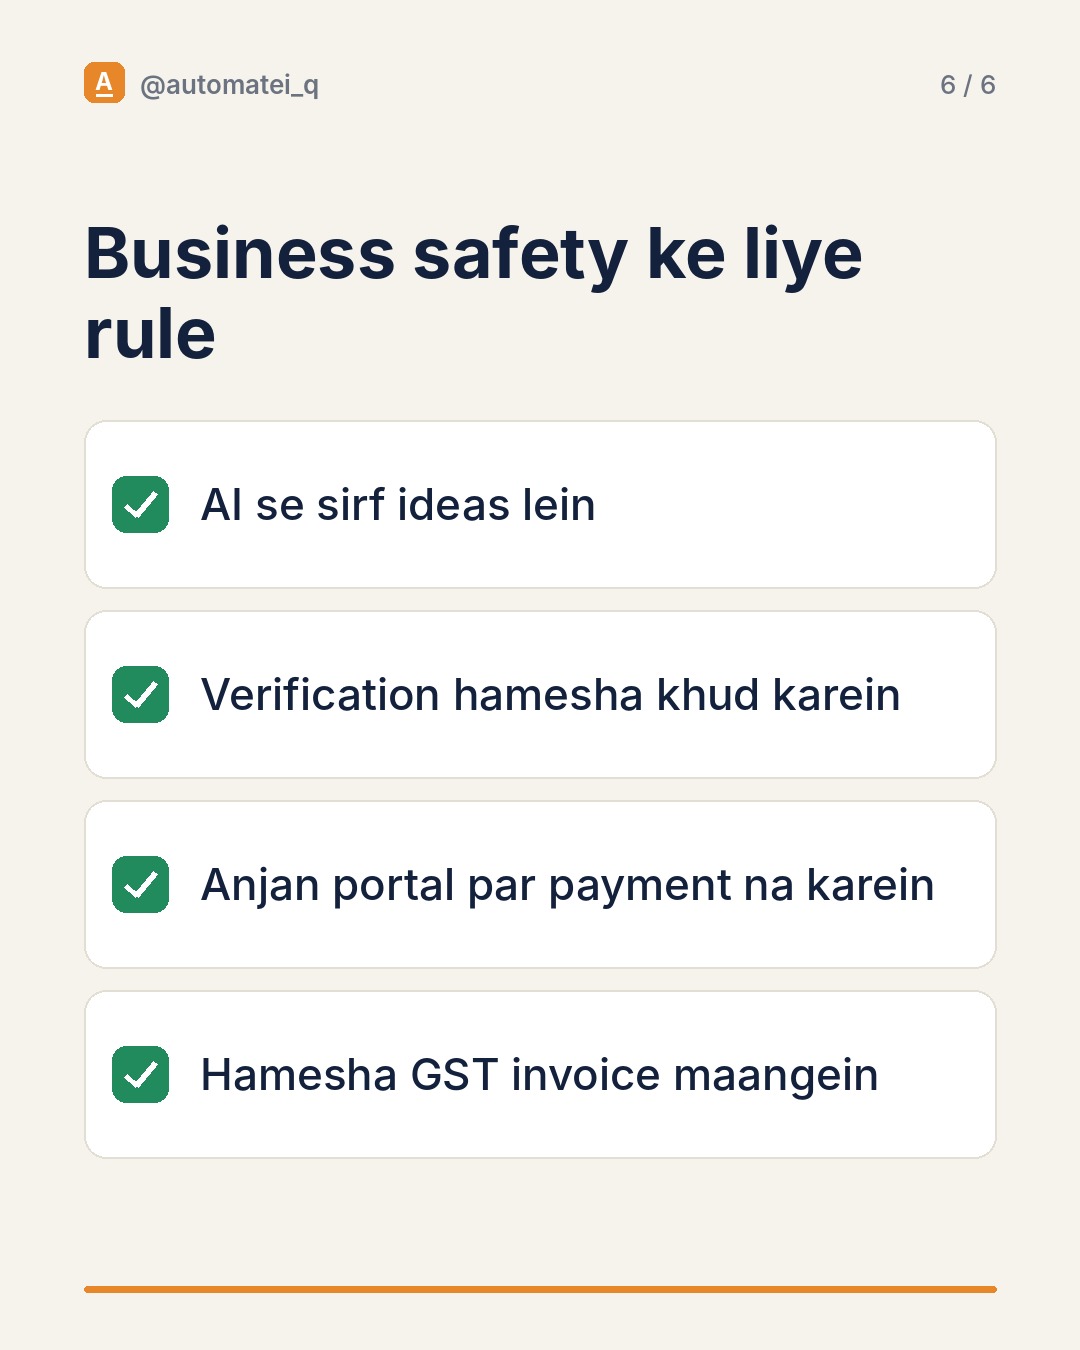 A
@automatei_q
6 / 6
Business safety ke liye
rule
AI se sirf ideas lein
Verification hamesha khud karein
Anjan portal par payment na karein
Hamesha GST invoice maangein